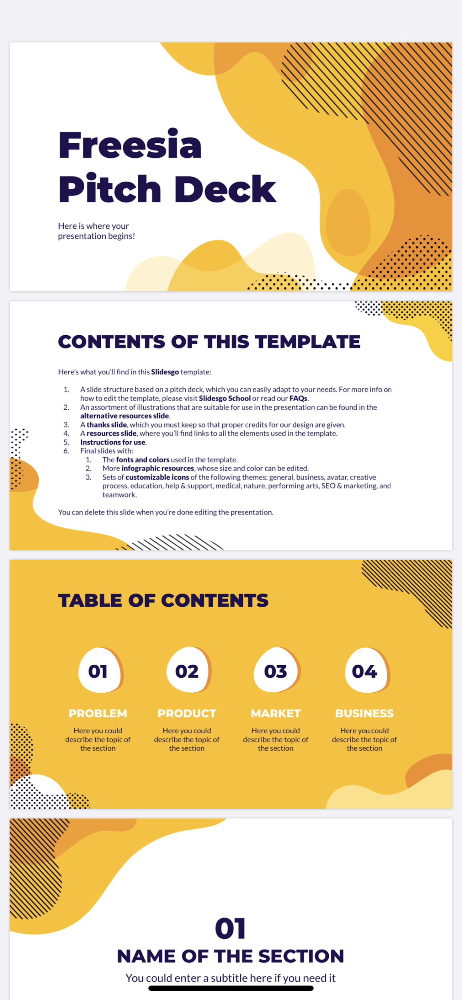 Freesia
Pitch Deck
Here is where your
presentation begins!
CONTENTS OF THIS TEMPLATE
Here’s what you’ll find in this Slidesgo template:
1. A slide structure based on a pitch deck, which you can easily adapt to your needs. For more info on
how to edit the template, please visit Slidesgo School or read our FAQs.
2. An assortment of illustrations that are suitable for use in the presentation can be found in the
alternative resources slide.
3. A thanks slide, which you must keep so that proper credits for our design are given.
4. A resources slide, where you’ll find links to all the elements used in the template.
5. Instructions for use.
6. Final slides with:
1. The fonts and colors used in the template.
2. More infographic resources, whose size and color can be edited.
3. Sets of customizable icons of the following themes: general, business, avatar, creative
process, education, help & support, medical, nature, performing arts, SEO & marketing, and
teamwork.
You can delete this slide when you’re done editing the presentation.
TABLE OF CONTENTS
01
PROBLEM
Here you could
describe the topic of
the section
02
PRODUCT
Here you could
describe the topic of
the section
03
MARKET
Here you could
describe the topic of
the section
04
BUSINESS
Here you could
describe the topic of
the section
01
NAME OF THE SECTION
You could enter a subtitle here if you need it